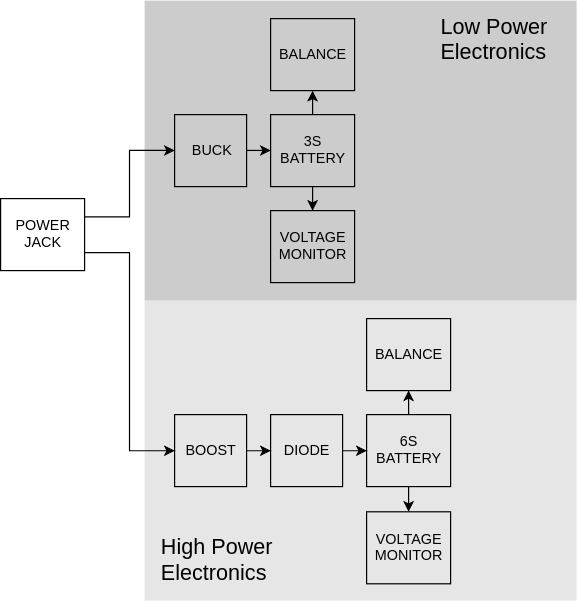 Low Power
Electronics
BALANCE
BUCK
3S
BATTERY
VOLTAGE
MONITOR
POWER
JACK
BALANCE
BOOST
DIODE
6S
BATTERY
VOLTAGE
MONITOR
High Power
Electronics